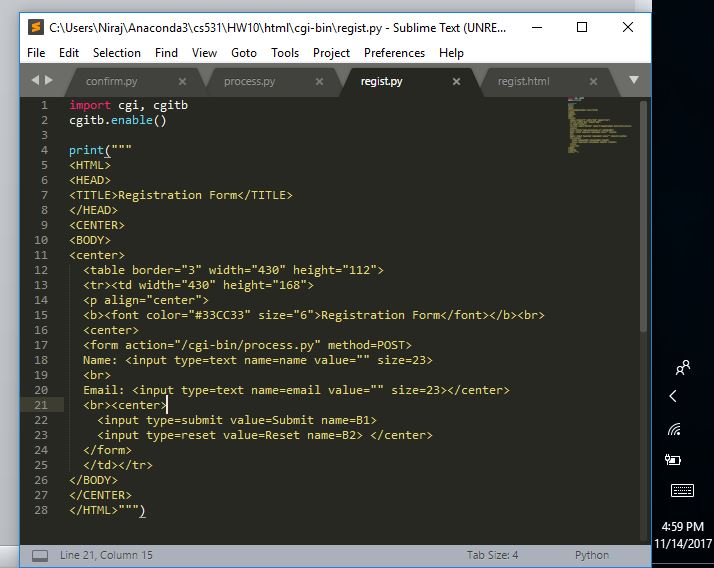 C:\Users\Niraj\Anaconda3\cs531\HW10\html\cgi-bin\regist.py - Sublime Text (UNRE...
File Edit Selection Find View Goto Tools Project Preferences Help
confirm.py process.py regist.py regist.html
1 import cgi, cgitb
2 cgitb.enable()
3
4 print("""
5 <HTML>
6 <HEAD>
7 <TITLE>Registration Form</TITLE>
8 </HEAD>
9 <CENTER>
10 <BODY>
11 <center>
12 <table border="3" width="430" height="112">
13 <tr><td width="430" height="168">
14 <p align="center">
15 <b><font color="#33CC33" size="6">Registration Form</font></b><br>
16 <center>
17 <form action="/cgi-bin/process.py" method=POST>
18 Name: <input type=text name=name value="" size=23>
19 <br>
20 Email: <input type=text name=email value="" size=23></center>
21 <br><center>
22 <input type=submit value=Submit name=B1>
23 <input type=reset value=Reset name=B2> </center>
24 </form>
25 </td></tr>
26 </BODY>
27 </CENTER>
28 </HTML>""")
Line 21, Column 15 Tab Size: 4 Python
4:59 PM
11/14/2017